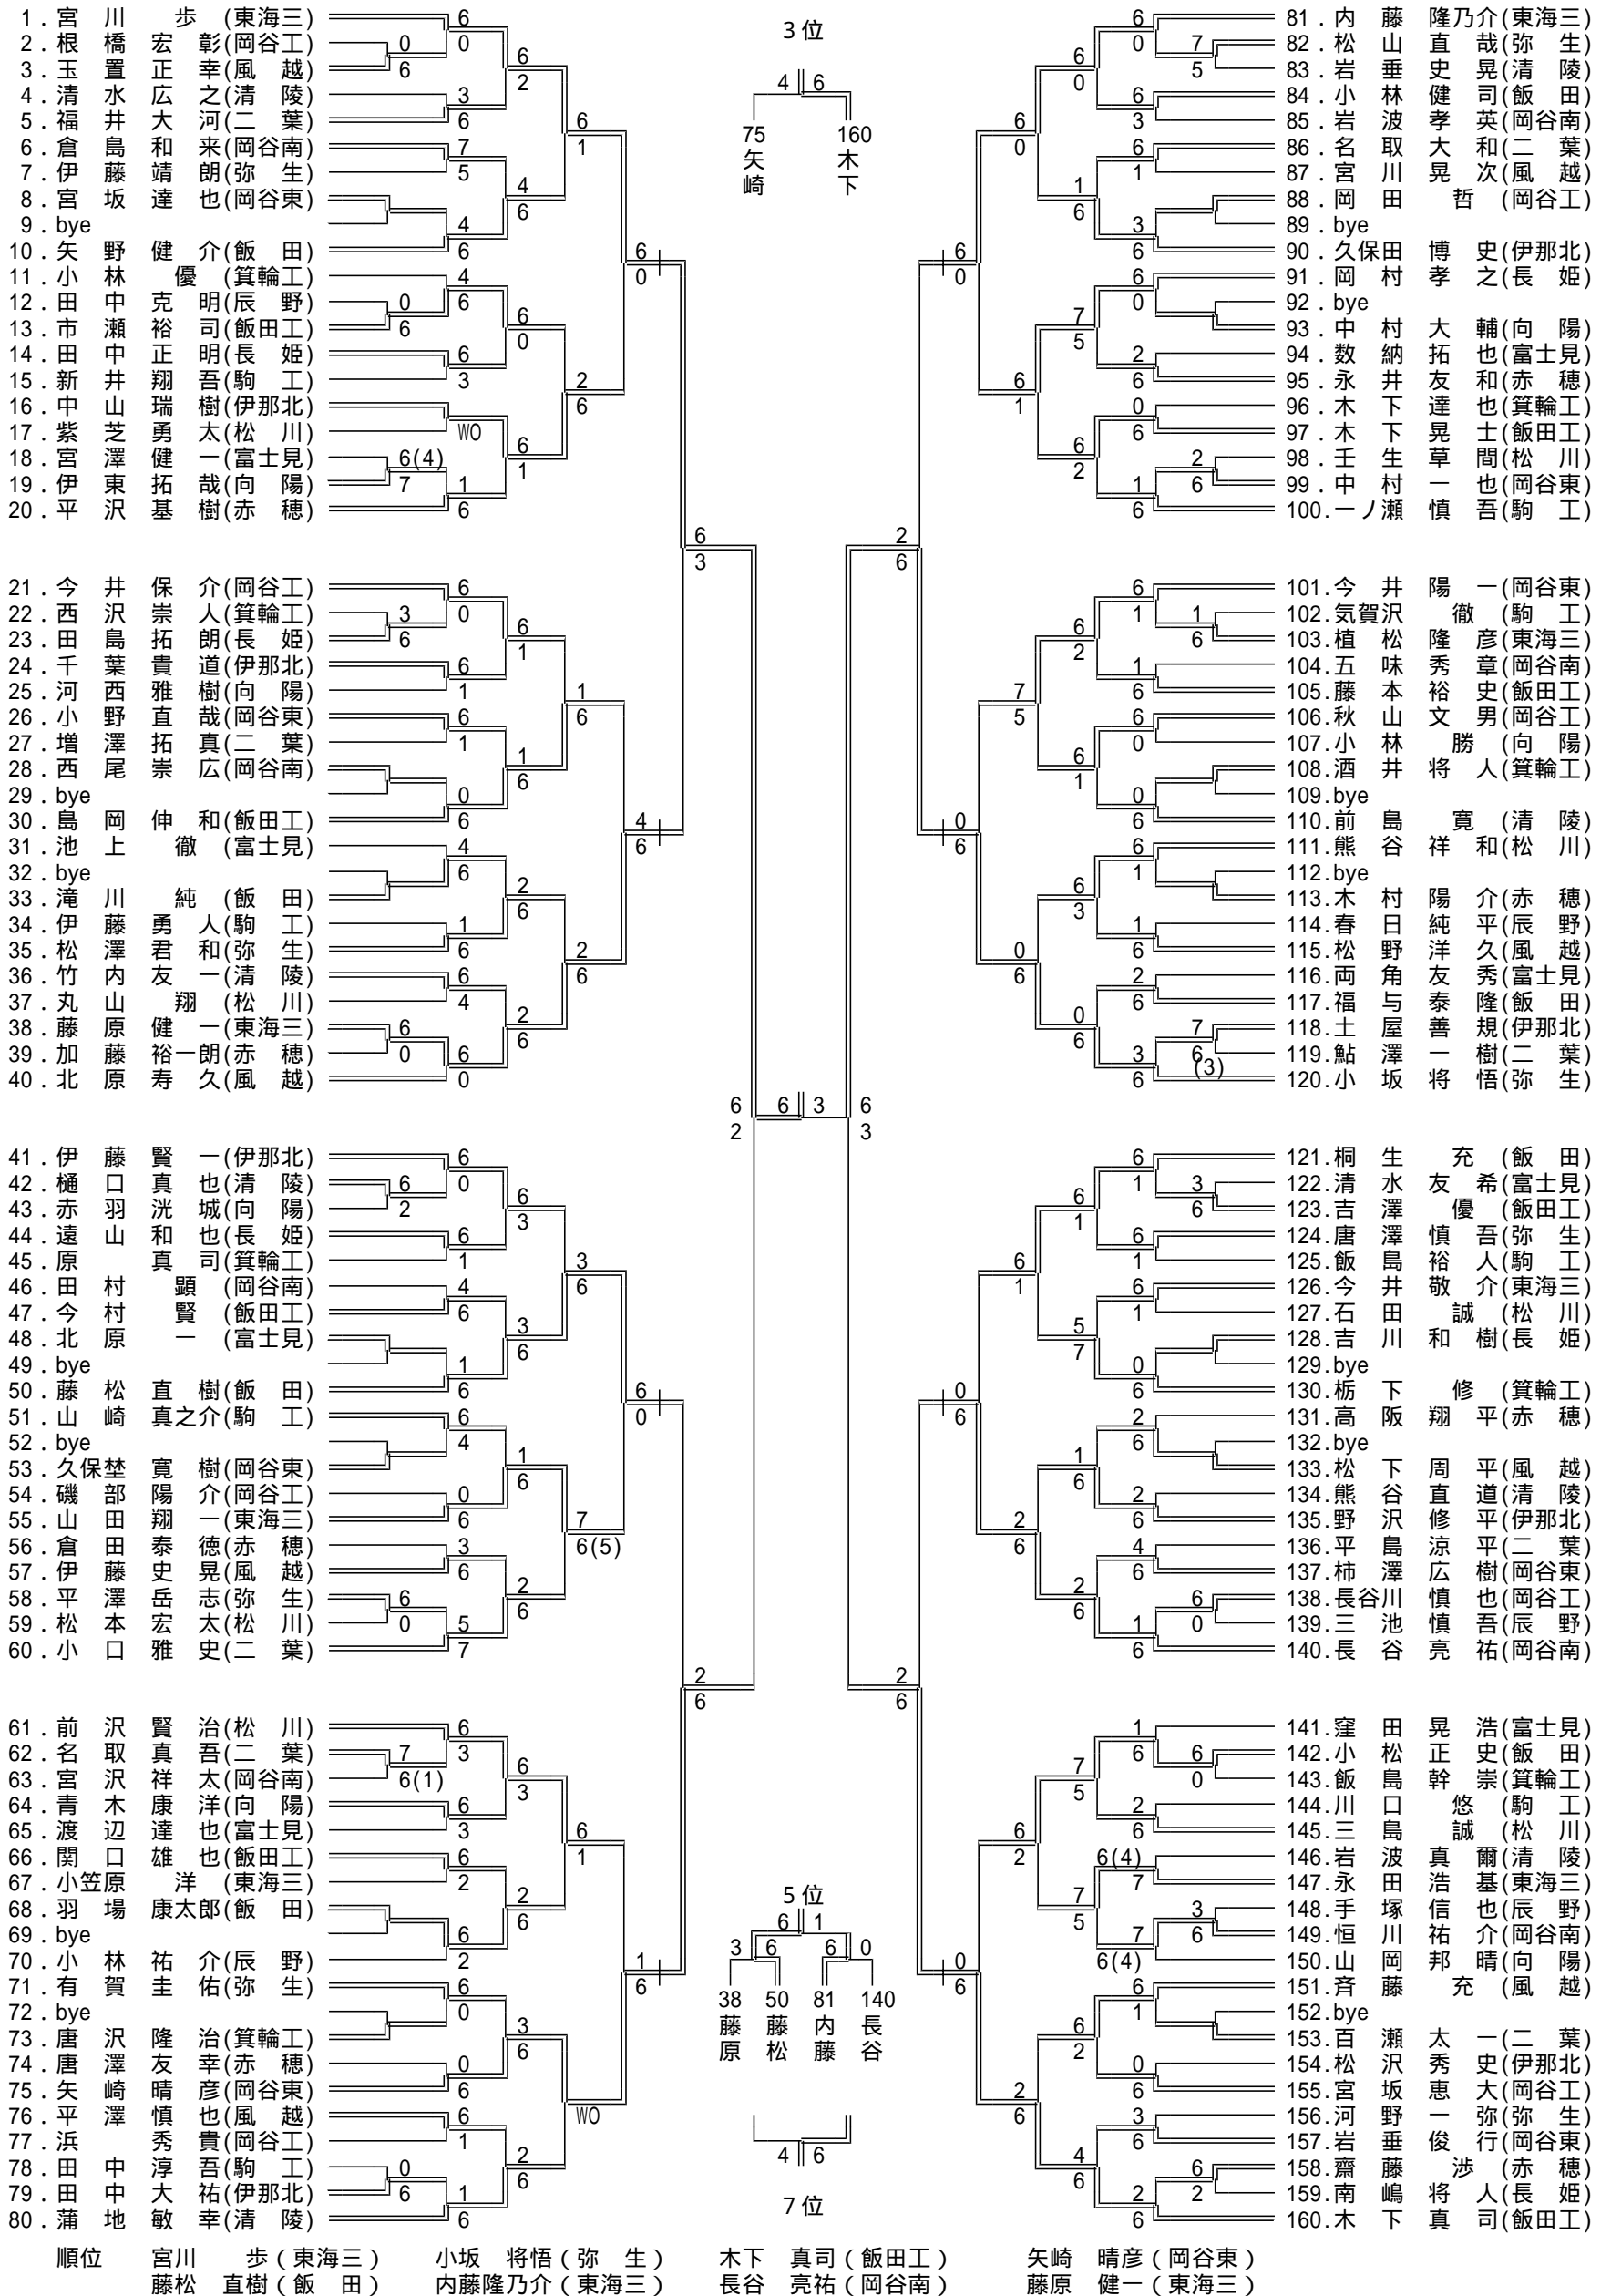 1．宮川　歩（東海三）
2．根橋宏彰(岡谷工)
3．玉置正幸(風越)
4．清水広之(清陵)
5．福井大河(二葉)
6．倉島和来(岡谷南)
7．伊藤靖朗(弥生)
8．宮坂達也(岡谷東)
9．bye
10．矢野健介(飯田)
11．小林　優（箕輪工）
12．田中克明(辰野)
13．市瀬裕司(飯田工)
14．田中正明(長姫)
15．新井翔吾(駒工)
16．中山瑞樹(伊那北)
17．紫芝勇太(松川)
18．宮澤健一(富士見)
19．伊東拓哉(向陽)
20．平沢基樹(赤穂)
21．今井保介(岡谷工)
22．西沢崇人(箕輪工)
23．田島拓朗(長姫)
24．千葉貴道(伊那北)
25．河西雅樹(向陽)
26．小野直哉(岡谷東)
27．増澤拓真(二葉)
28．西尾崇広(岡谷南)
29．bye
30．島岡伸和(飯田工)
31．池上　徹（富士見）
32．bye
33．滝川　純（飯田）
34．伊藤勇人(駒工)
35．松澤君和(弥生)
36．竹内友一(清陵)
37．丸山　翔（松川）
38．藤原健一(東海三)
39．加藤裕一朗(赤穂)
40．北原寿久(風越)
41．伊藤賢一(伊那北)
42．樋口真也(清陵)
43．赤羽洸城(向陽)
44．遠山和也(長姫)
45．原　真司(箕輪工)
46．田村　顕（岡谷南）
47．今村　賢（飯田工）
48．北原　一（富士見）
49．bye
50．藤松直樹(飯田)
51．山崎真之介(駒工)
52．bye
53．久保埜寛樹(岡谷東)
54．磯部陽介(岡谷工)
55．山田翔一(東海三)
56．倉田泰徳(赤穂)
57．伊藤史晃(風越)
58．平澤岳志(弥生)
59．松本宏太(松川)
60．小口雅史(二葉)
61．前沢賢治(松川)
62．名取真吾(二葉)
63．宮沢祥太(岡谷南)
64．青木康洋(向陽)
65．渡辺達也(富士見)
66．関口雄也(飯田工)
67．小笠原　洋（東海三）
68．羽場康太郎(飯田)
69．bye
70．小林祐介(辰野)
71．有賀圭佑(弥生)
72．bye
73．唐沢隆治(箕輪工)
74．唐澤友幸(赤穂)
75．矢崎晴彦(岡谷東)
76．平澤慎也(風越)
77．浜　秀貴(岡谷工)
78．田中淳吾(駒工)
79．田中大祐(伊那北)
80．蒲地敏幸(清陵)
3位
4 6
75 160
矢崎 木下
6 2 6 3 6 3
5位
6 1
3 6 6 0
38 50 81 140
藤原 藤松 内藤 長谷
4 6
7位
81．内藤隆乃介(東海三)
82．松山直哉(弥生)
83．岩垂史晃(清陵)
84．小林健司(飯田)
85．岩波孝英(岡谷南)
86．名取大和(二葉)
87．宮川晃次(風越)
88．岡田　哲（岡谷工）
89．bye
90．久保田博史(伊那北)
91．岡村孝之(長姫)
92．bye
93．中村大輔(向陽)
94．数納拓也(富士見)
95．永井友和(赤穂)
96．木下達也(箕輪工)
97．木下晃士(飯田工)
98．壬生草間(松川)
99．中村一也(岡谷東)
100.一ノ瀬慎吾(駒工)
101.今井陽一(岡谷東)
102.気賀沢　徹（駒工）
103.植松隆彦(東海三)
104.五味秀章(岡谷南)
105.藤本裕史(飯田工)
106.秋山文男(岡谷工)
107.小林　勝（向陽）
108.酒井将人(箕輪工)
109.bye
110.前島　寛（清陵）
111.熊谷祥和(松川)
112.bye
113.木村陽介(赤穂)
114.春日純平(辰野)
115.松野洋久(風越)
116.両角友秀(富士見)
117.福与泰隆(飯田)
118.土屋善規(伊那北)
119.鮎澤一樹(二葉)
120.小坂将悟(弥生)
121.桐生　充（飯田）
122.清水友希(富士見)
123.吉澤　優（飯田工）
124.唐澤慎吾(弥生)
125.飯島裕人(駒工)
126.今井敬介(東海三)
127.石田　誠（松川）
128.吉川和樹(長姫)
129.bye
130.栃下　修（箕輪工）
131.高阪翔平(赤穂)
132.bye
133.松下周平(風越)
134.熊谷直道(清陵)
135.野沢修平(伊那北)
136.平島涼平(二葉)
137.柿澤広樹(岡谷東)
138.長谷川慎也(岡谷工)
139.三池慎吾(辰野)
140.長谷亮祐(岡谷南)
141.窪田晃浩(富士見)
142.小松正史(飯田)
143.飯島幹崇(箕輪工)
144.川口　悠（駒工）
145.三島　誠（松川）
146.岩波真爾(清陵)
147.永田浩基(東海三)
148.手塚信也(辰野)
149.恒川祐介(岡谷南)
150.山岡邦晴(向陽)
151.斉藤　充（風越）
152.bye
153.百瀬太一(二葉)
154.松沢秀史(伊那北)
155.宮坂恵大(岡谷工)
156.河野一弥(弥生)
157.岩垂俊行(岡谷東)
158.齋藤　渉（赤穂）
159.南嶋将人(長姫)
160.木下真司(飯田工)
順位　宮川　歩（東海三）　小坂　将悟（弥　生）　木下　真司（飯田工）　矢崎　晴彦（岡谷東）
藤松　直樹（飯　田）　内藤隆乃介（東海三）　長谷　亮祐（岡谷南）　藤原　健一（東海三）